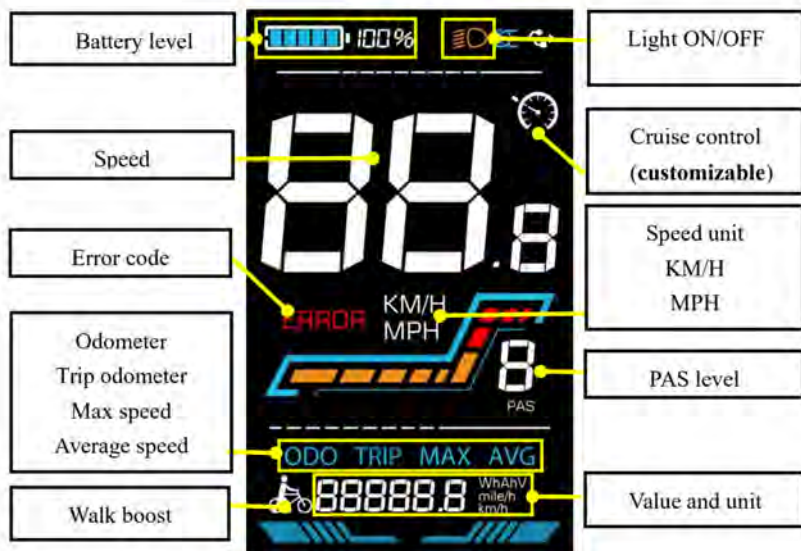 Battery level
100%
Light ON/OFF
Speed
88.8
Cruise control
(customizable)
Error code
ERROR
KM/H
MPH
Speed unit
KM/H
MPH
Odometer
Trip odometer
Max speed
Average speed
8
PAS
PAS level
ODO TRIP MAX AVG
Walk boost
88888.8
WhAhV
mile/h
km/h
Value and unit